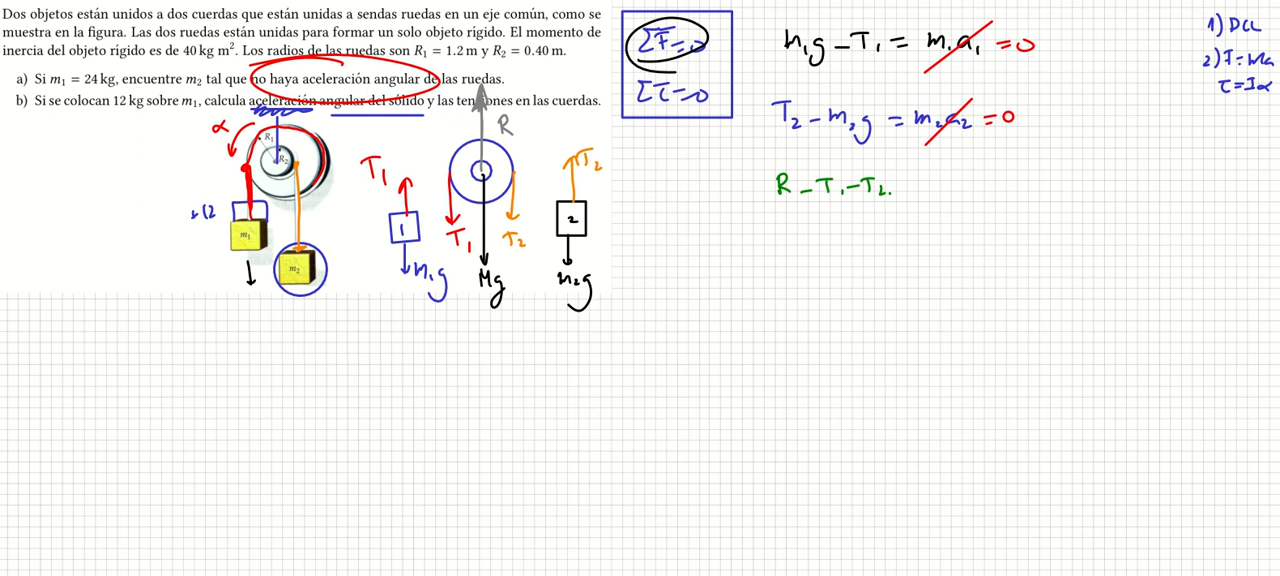 Dos objetos están unidos a dos cuerdas que están unidas a sendas ruedas en un eje común, como se
muestra en la figura. Las dos ruedas están unidas para formar un solo objeto rígido. El momento de
inercia del objeto rígido es de 40 kg m². Los radios de las ruedas son R₁ = 1.2 m y R₂ = 0.40 m.
a) Si m₁ = 24 kg, encuentre m₂ tal que no haya aceleración angular de las ruedas.
b) Si se colocan 12 kg sobre m₁, calcula aceleración angular del sólido y las tensiones en las cuerdas.
α
R₁
R₂
m₁
m₂
T₁
1
m₁g
R
T₁
T₂
Mg
T₂
2
m₂g
ΣF=0
Στ=0
m₁g - T₁ = m₁a₁ = 0
T₂ - m₂g = m₂a₂ = 0
R - T₁ - T₂.
1) DCL
2) F = ma
τ = Iα